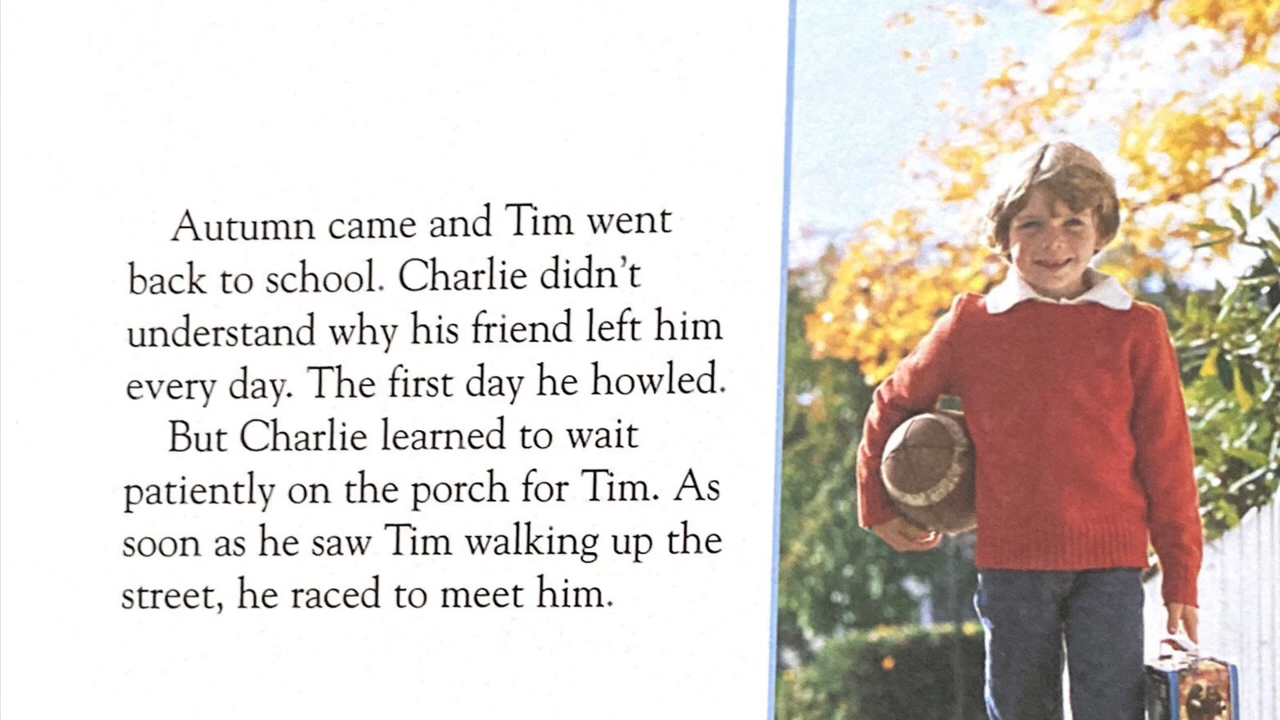 Autumn came and Tim went
back to school. Charlie didn't
understand why his friend left him
every day. The first day he howled.
But Charlie learned to wait
patiently on the porch for Tim. As
soon as he saw Tim walking up the
street, he raced to meet him.